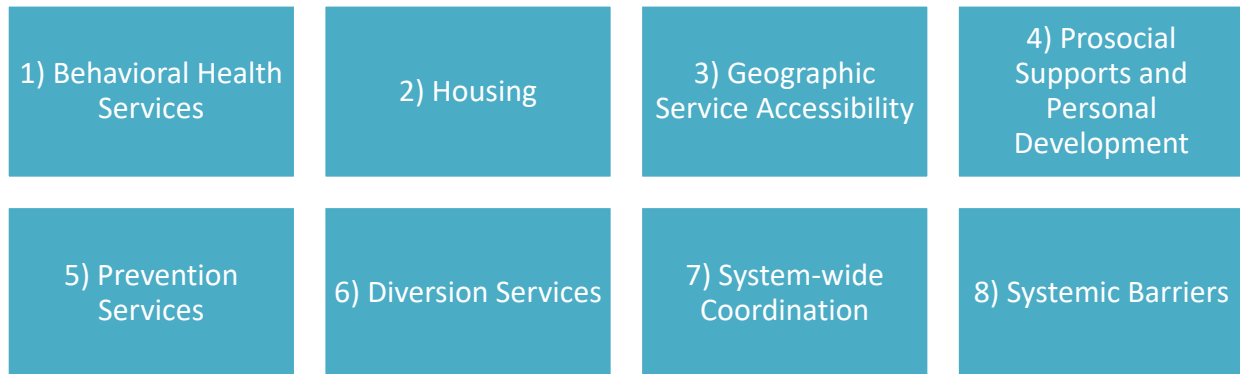 1) Behavioral Health
Services
2) Housing
3) Geographic
Service Accessibility
4) Prosocial
Supports and
Personal
Development
5) Prevention
Services
6) Diversion Services
7) System-wide
Coordination
8) Systemic Barriers